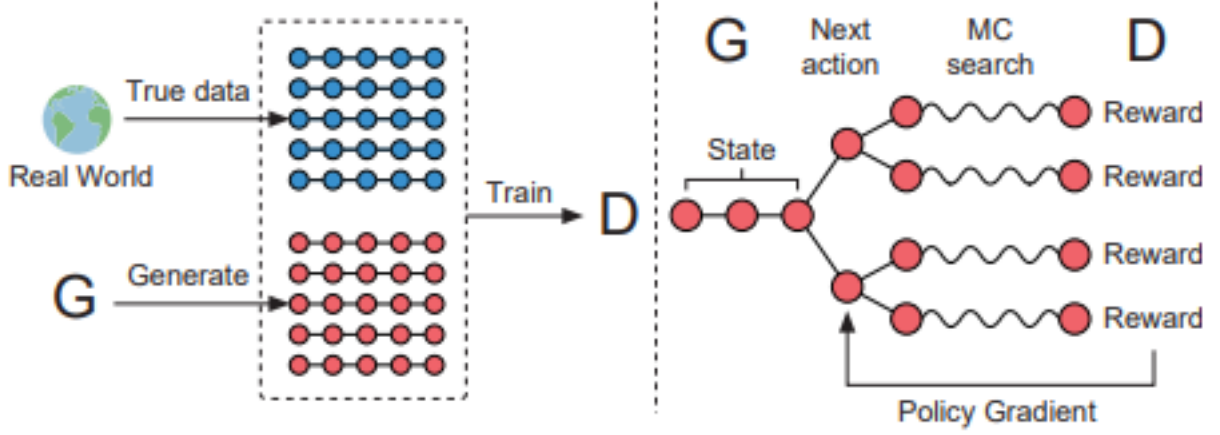 True data
Real World
G
Generate
Train
D
G
Next
action
MC
search
D
State
Reward
Reward
Reward
Reward
Policy Gradient